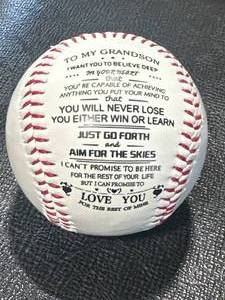 TO MY GRANDSON
I WANT YOU TO BELIEVE DEEP
IN YOUR HEART
that
YOU'RE CAPABLE OF ACHIEVING
ANYTHING YOU PUT YOUR MIND TO
that
YOU WILL NEVER LOSE
YOU EITHER WIN OR LEARN
JUST GO FORTH
and
AIM FOR THE SKIES
I CAN'T PROMISE TO BE HERE
FOR THE REST OF YOUR LIFE
BUT I CAN PROMISE TO
LOVE YOU
FOR THE REST OF MINE